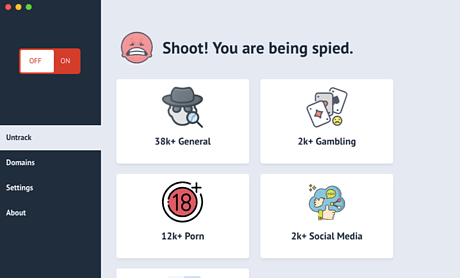 OFF ON
Shoot! You are being spied.
38k+ General
2k+ Gambling
Untrack
Domains
Settings
About
18+
12k+ Porn
2k+ Social Media